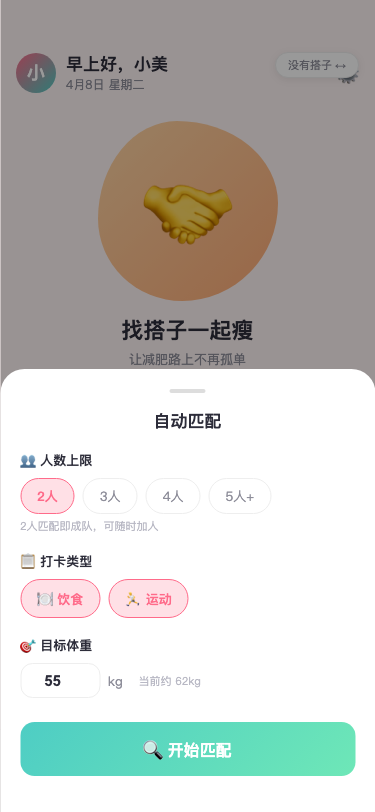 小
早上好，小美
4月8日 星期二
没有搭子 ↔
找搭子一起瘦
让减肥路上不再孤单
自动匹配
👥 人数上限
2人 3人 4人 5人+
2人匹配即成队，可随时加人
📋 打卡类型
🍽️ 饮食 🏃 运动
🎯 目标体重
55 kg 当前约 62kg
🔍 开始匹配